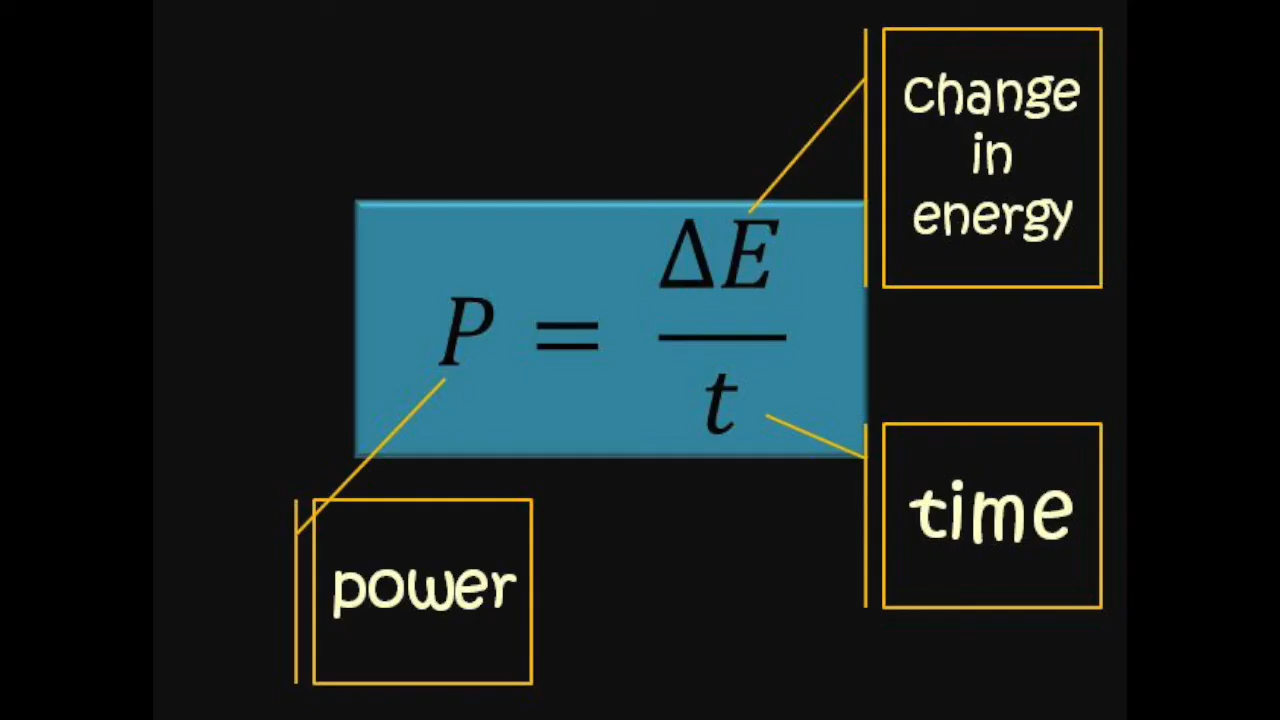 change
in
energy
P = ΔE/t
time
power